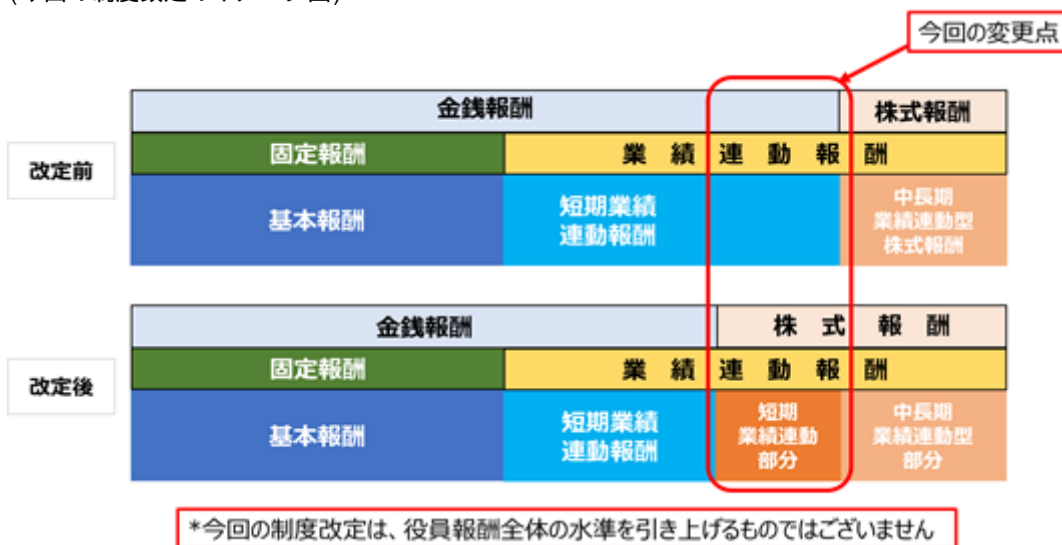 今回の変更点
金銭報酬
株式報酬
改定前
固定報酬
業績連動報酬
基本報酬
短期業績
連動報酬
中長期
業績連動型
株式報酬
金銭報酬
株式報酬
改定後
固定報酬
業績連動報酬
基本報酬
短期業績
連動報酬
短期
業績連動
部分
中長期
業績連動型
部分
*今回の制度改定は、役員報酬全体の水準を引き上げるものではございません